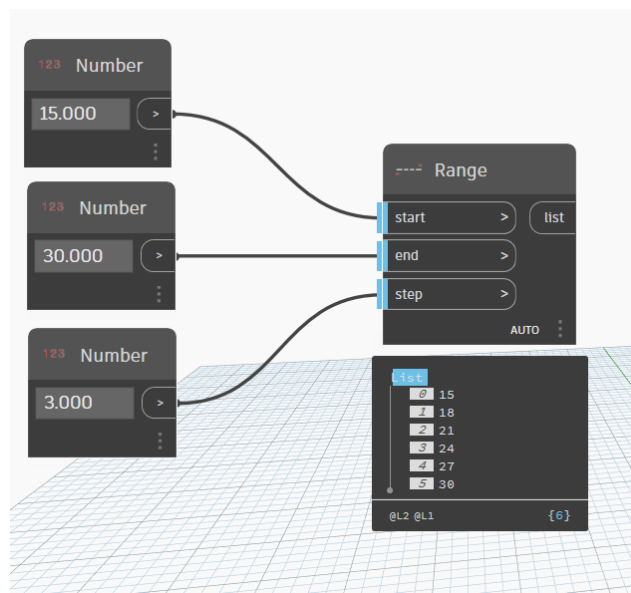 123 Number
15.000 >
123 Number
30.000 >
123 Number
3.000 >
Range
start > list
end >
step >
AUTO
List
0 15
1 18
2 21
3 24
4 27
5 30
@L2 @L1 {6}